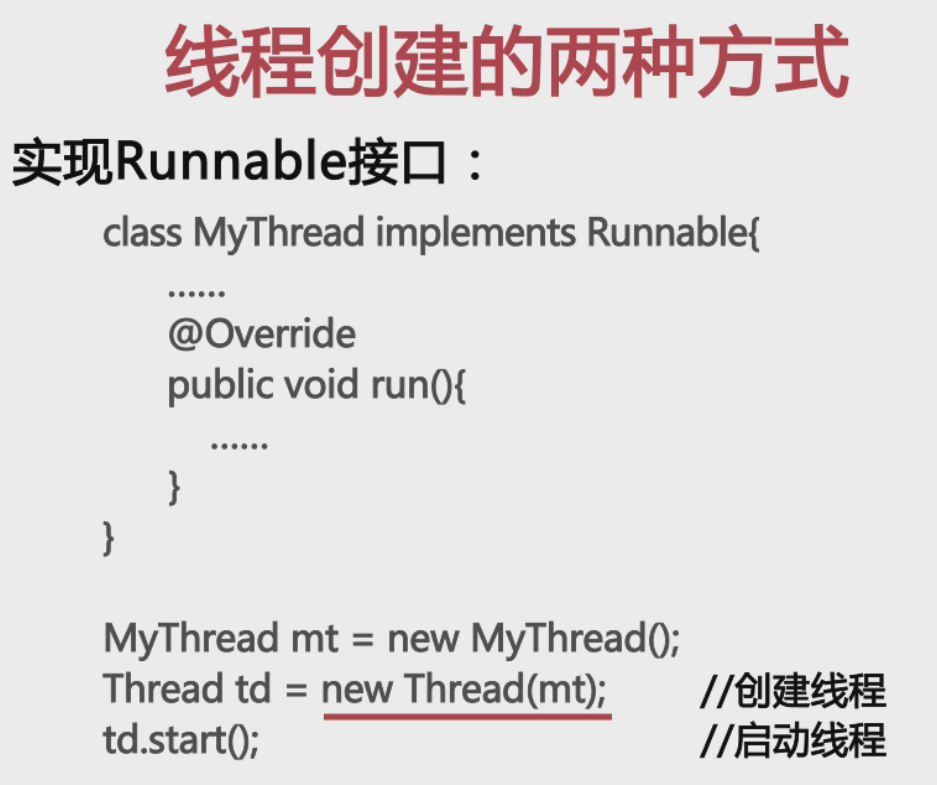 线程创建的两种方式
实现Runnable接口：
class MyThread implements Runnable{
……
@Override
public void run(){
……
}
}
MyThread mt = new MyThread();
Thread td = new Thread(mt); //创建线程
td.start(); //启动线程